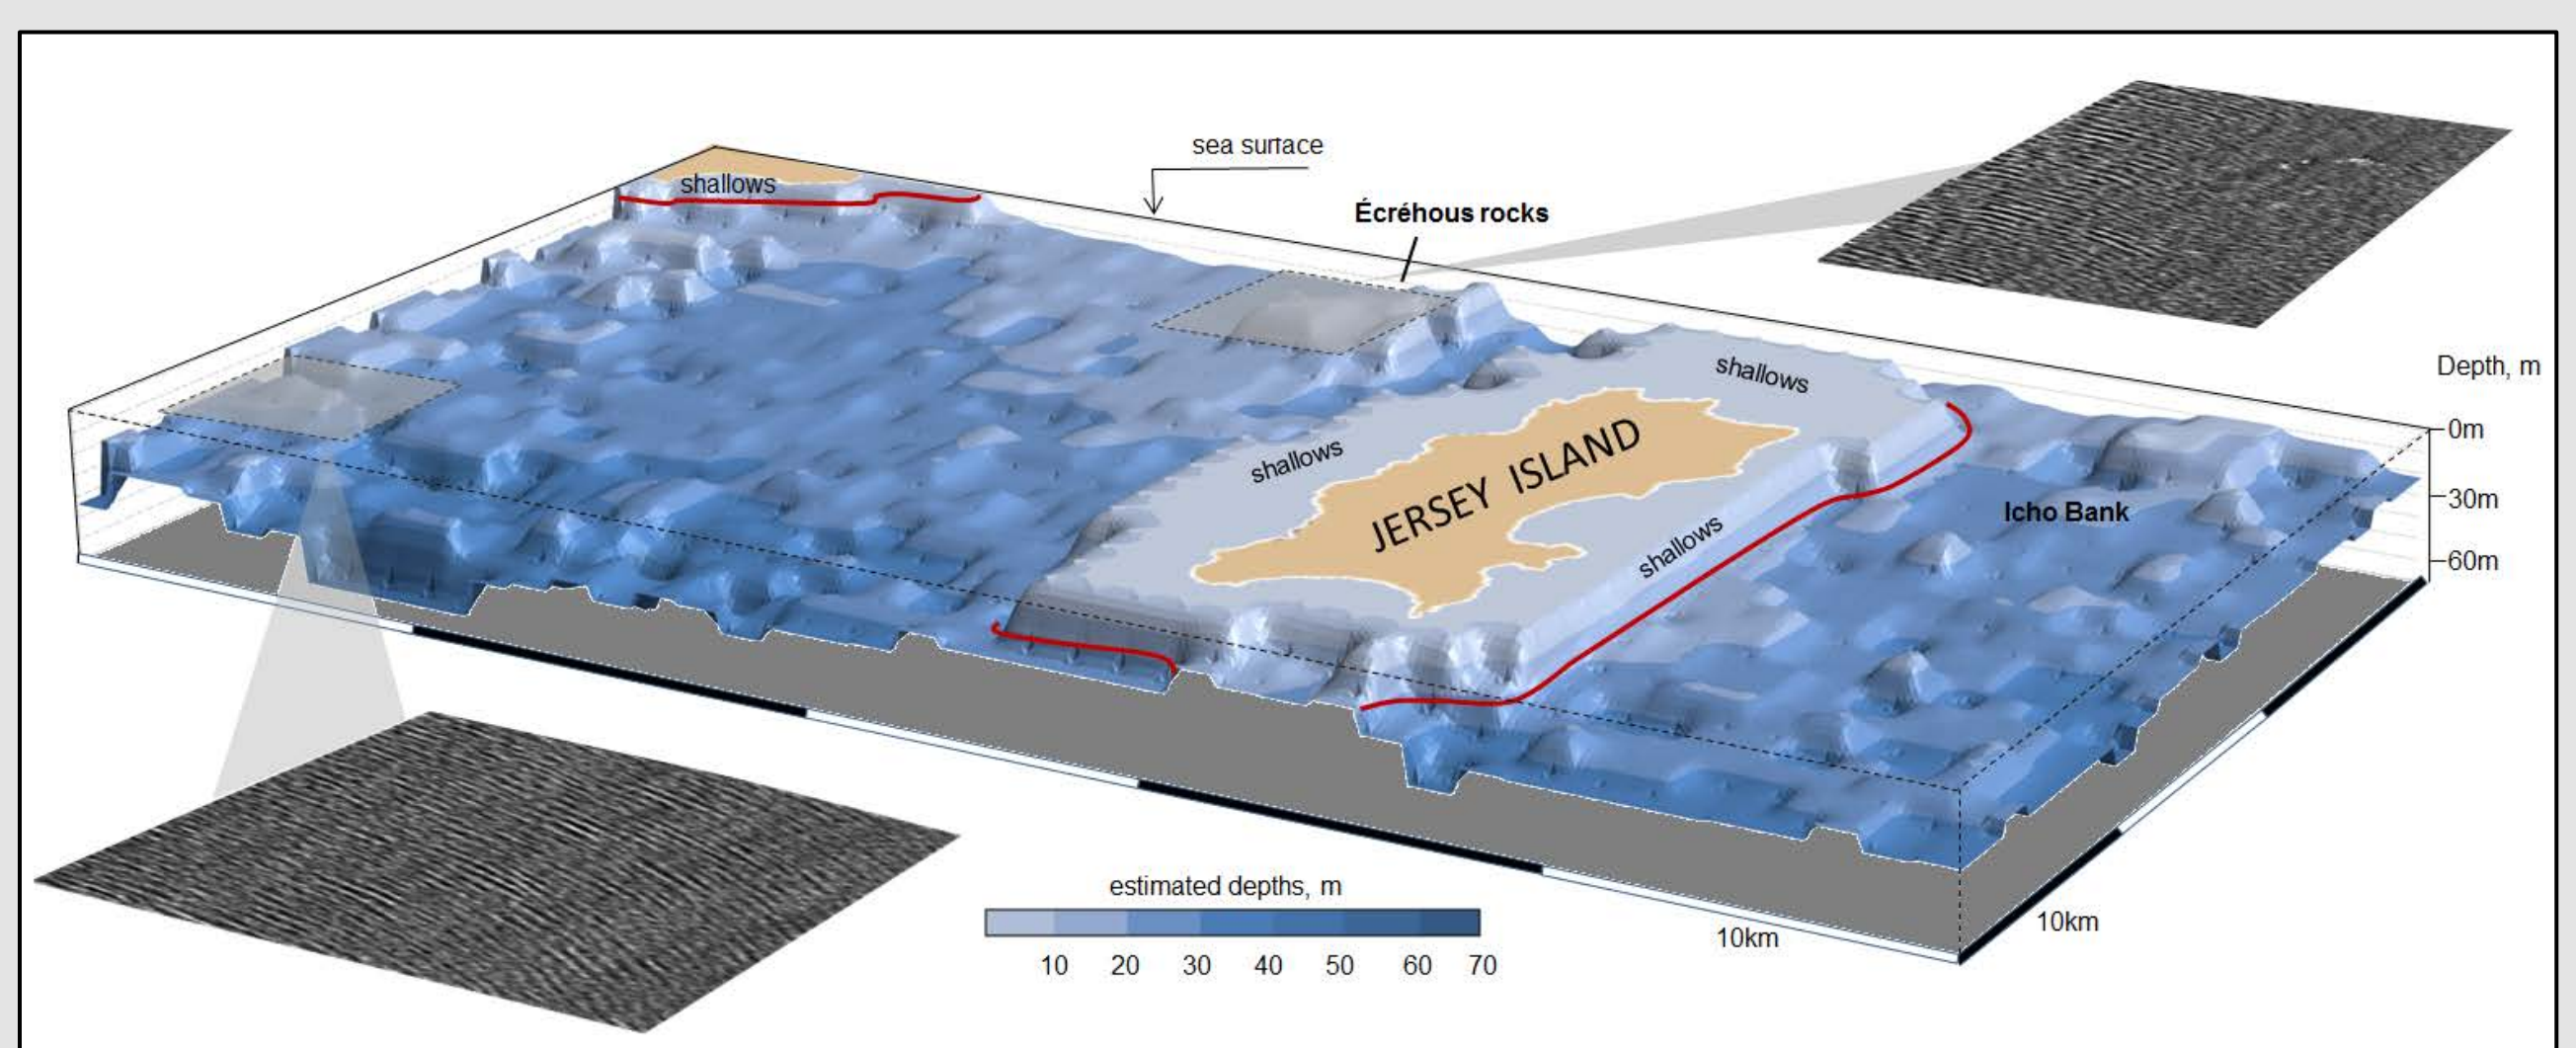 sea surface
shallows
Écréhous rocks
shallows
Depth, m
0m
JERSEY ISLAND
shallows
30m
Icho Bank
shallows
60m
estimated depths, m
10km
10km
10 20 30 40 50 60 70